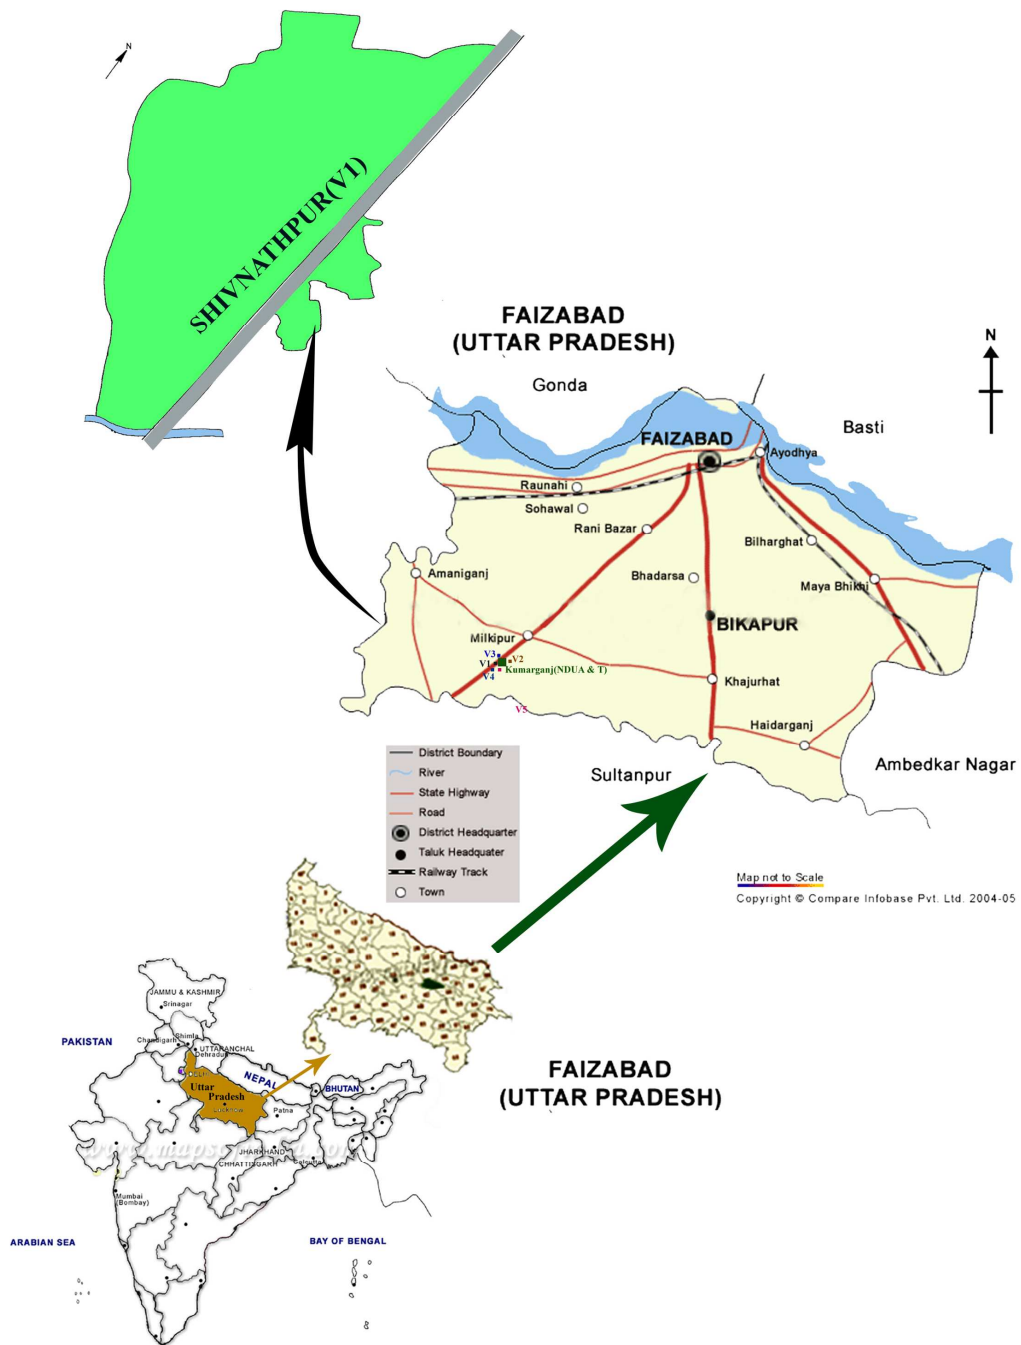 N
SHIVNATHPUR(V1)
FAIZABAD
(UTTAR PRADESH)
N
Gonda
Basti
FAIZABAD
Ayodhya
Raunahi
Sohawal
Rani Bazar
Bilharghat
Amaniganj
Bhadarsa
Maya Bhikhi
BIKAPUR
Milkipur
V3
V1
V2
Kumarganj(NDUA & T)
V4
Khajurhat
V5
Haidarganj
Sultanpur
Ambedkar Nagar
District Boundary
River
State Highway
Road
District Headquarter
Taluk Headquater
Railway Track
Town
Map not to Scale
Copyright © Compare Infobase Pvt. Ltd. 2004-05
JAMMU & KASHMIR
Srinagar
PAKISTAN
Chandigarh
Shimla
UTTARANCHAL
Dehradun
DELHI
NEPAL
BHUTAN
Uttar
Pradesh
Lucknow
Patna
FAIZABAD
(UTTAR PRADESH)
JHARKHAND
CHHATTISGARH
Calcutta
Mumbai
(Bombay)
ARABIAN SEA
BAY OF BENGAL